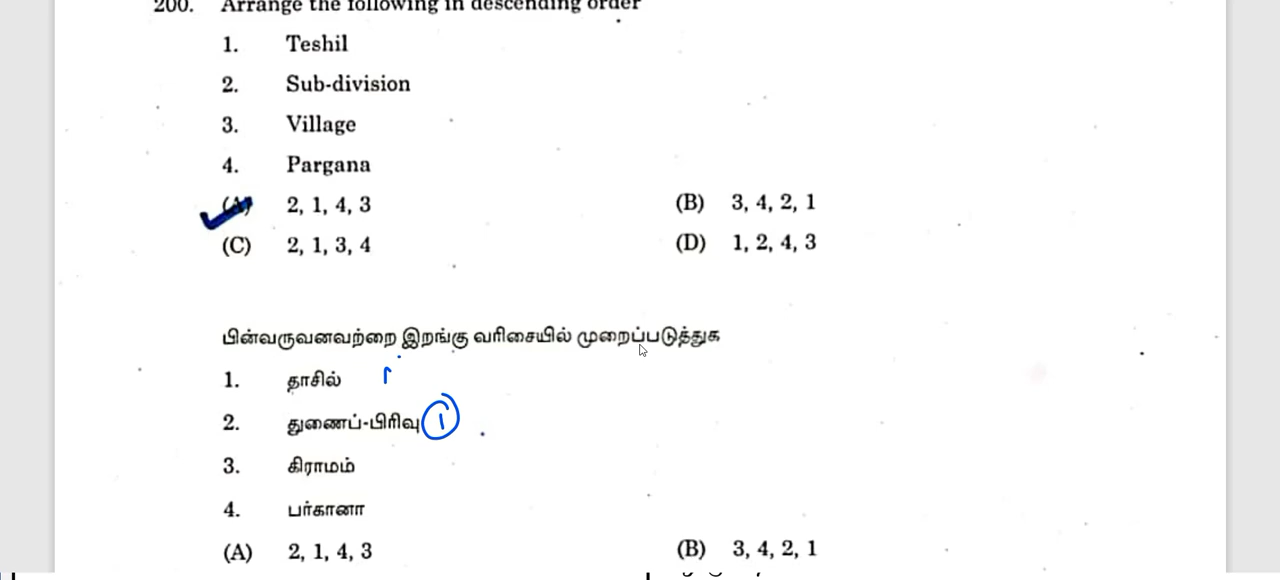 200. Arrange the following in descending order
1. Teshil
2. Sub-division
3. Village
4. Pargana
(A) 2, 1, 4, 3 (B) 3, 4, 2, 1
(C) 2, 1, 3, 4 (D) 1, 2, 4, 3
பின்வருவனவற்றை இறங்கு வரிசையில் முறைப்படுத்துக
1. தாசில்
2. துணைப்-பிரிவு 1
3. கிராமம்
4. பர்கானா
(A) 2, 1, 4, 3 (B) 3, 4, 2, 1